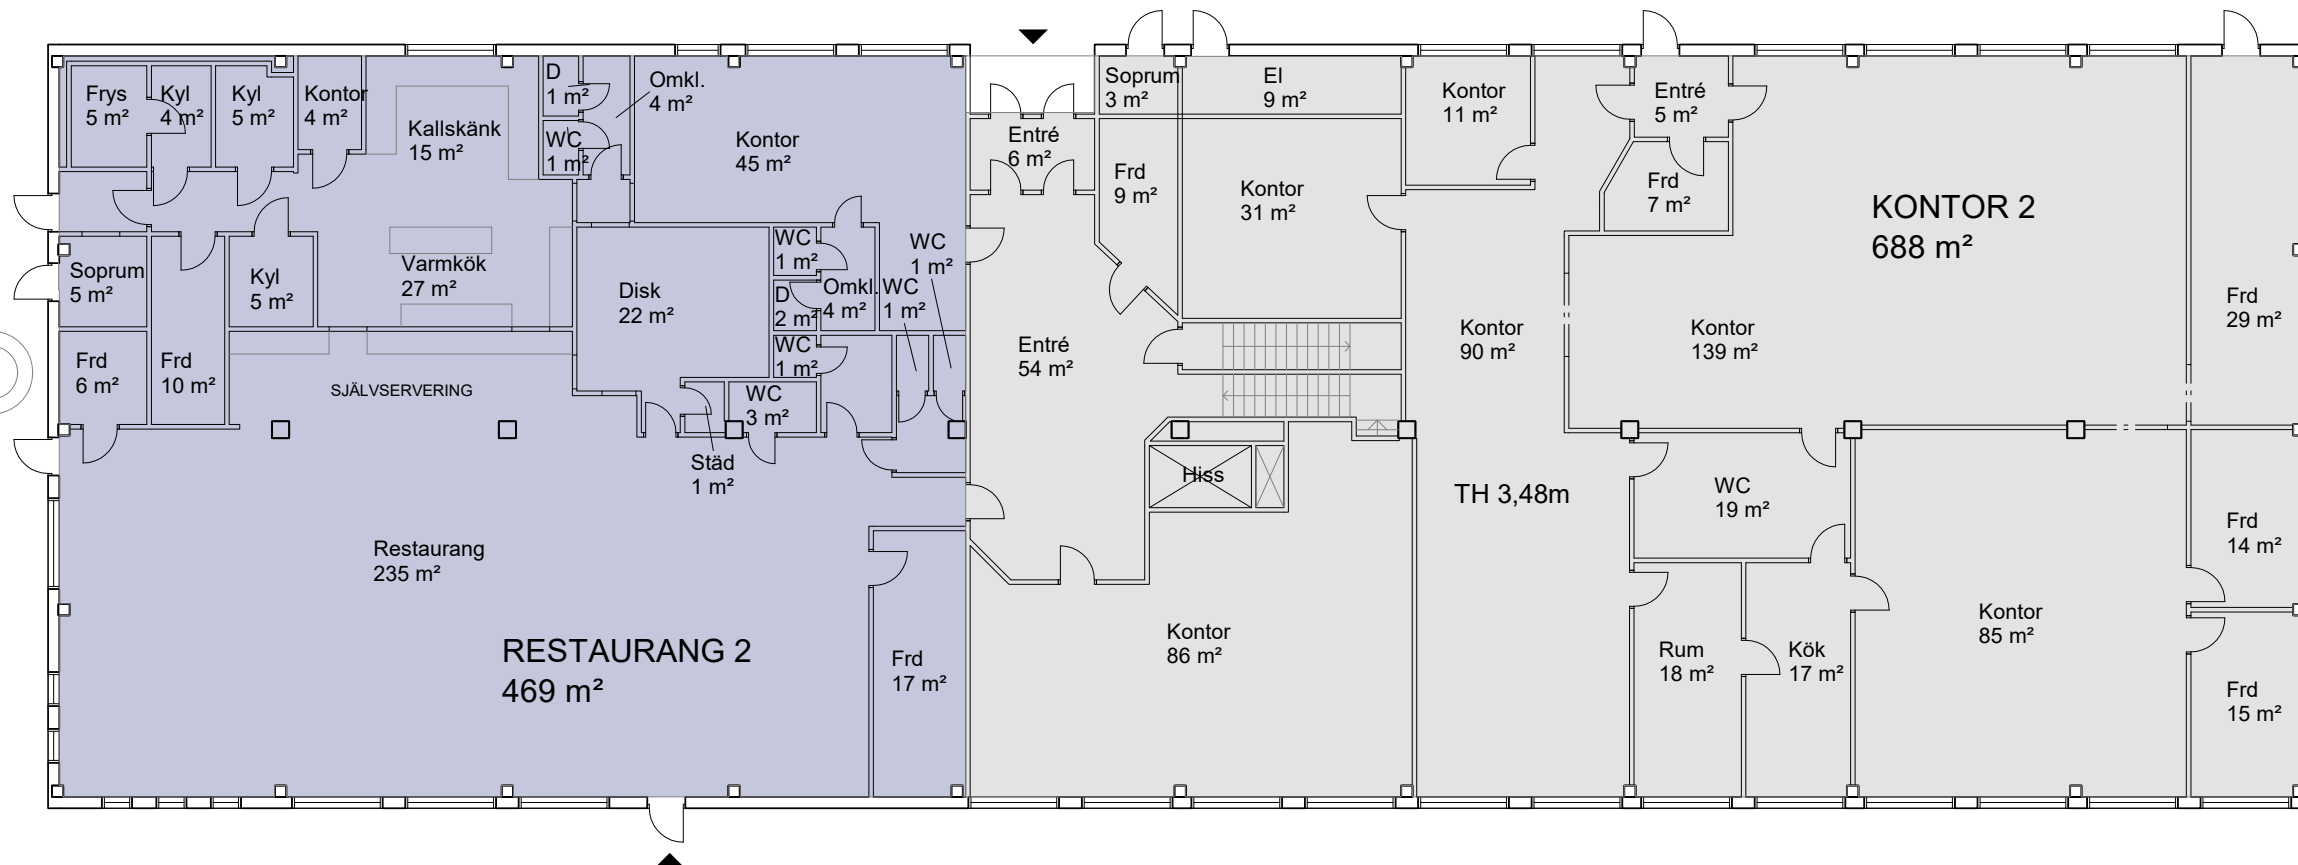 Frys
5 m²
Kyl
4 m²
Kyl
5 m²
Kontor
4 m²
Kallskänk
15 m²
D
1 m²
WC
1 m²
Omkl.
4 m²
Kontor
45 m²
Entré
6 m²
Soprum
3 m²
El
9 m²
Frd
9 m²
Kontor
31 m²
Kontor
11 m²
Entré
5 m²
Frd
7 m²
KONTOR 2
688 m²
Soprum
5 m²
Kyl
5 m²
Varmkök
27 m²
Disk
22 m²
WC
1 m²
D
2 m²
Omkl.
4 m²
WC
1 m²
WC
1 m²
WC
1 m²
Frd
6 m²
Frd
10 m²
SJÄLVSERVERING
WC
3 m²
Städ
1 m²
Entré
54 m²
Kontor
90 m²
Kontor
139 m²
Frd
29 m²
Hiss
TH 3,48m
WC
19 m²
Frd
14 m²
Restaurang
235 m²
RESTAURANG 2
469 m²
Frd
17 m²
Kontor
86 m²
Rum
18 m²
Kök
17 m²
Kontor
85 m²
Frd
15 m²